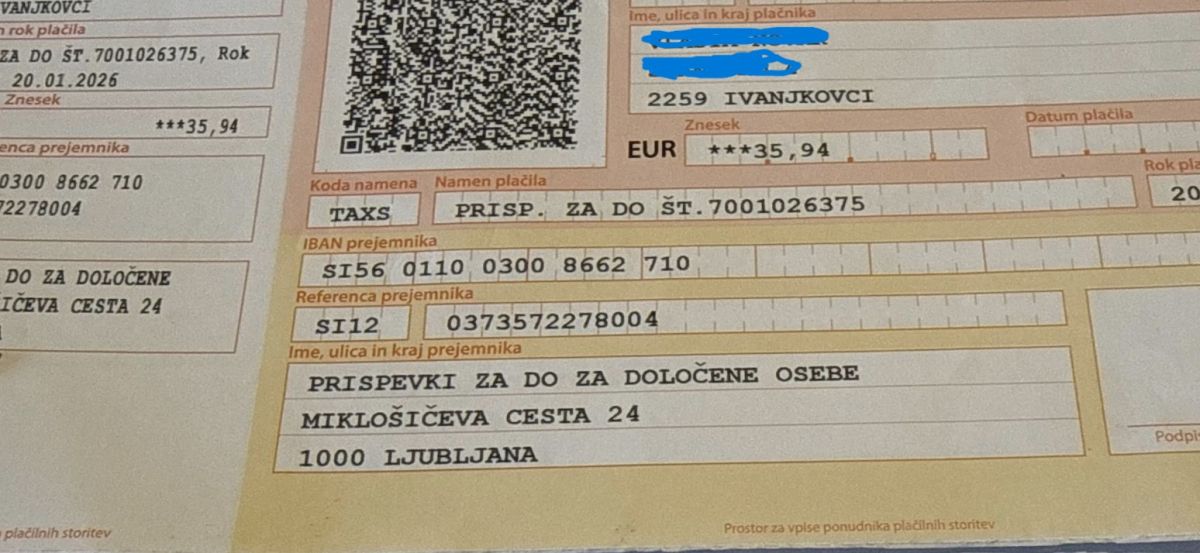 IVANJKOVCI
rok plačila
ZA DO ŠT.7001026375, Rok
20.01.2026
Znesek
***35,94
prejemnika
0300 8662 710
72278004
DO ZA DOLOČENE
CESTA 24
plačilnih storitev
Ime, ulica in kraj plačnika
2259 IVANJKOVCI
EUR
Znesek
***35,94
Datum plačila
Koda namena
TAXS
Namen plačila
PRISP. ZA DO ŠT.7001026375
Rok
20
IBAN prejemnika
SI56 0110 0300 8662 710
Referenca prejemnika
SI12
0373572278004
Ime, ulica in kraj prejemnika
PRISPEVKI ZA DO ZA DOLOČENE OSEBE
MIKLOŠIČEVA CESTA 24
1000 LJUBLJANA
Prostor za vpise ponudnika plačilnih storitev